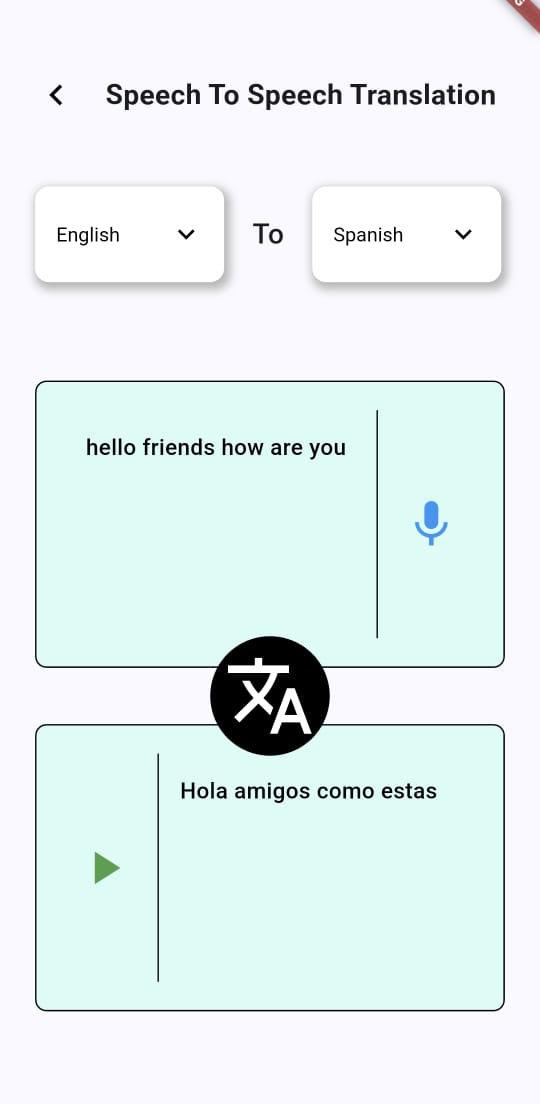 Speech To Speech Translation
English
To
Spanish
hello friends how are you
Hola amigos como estas